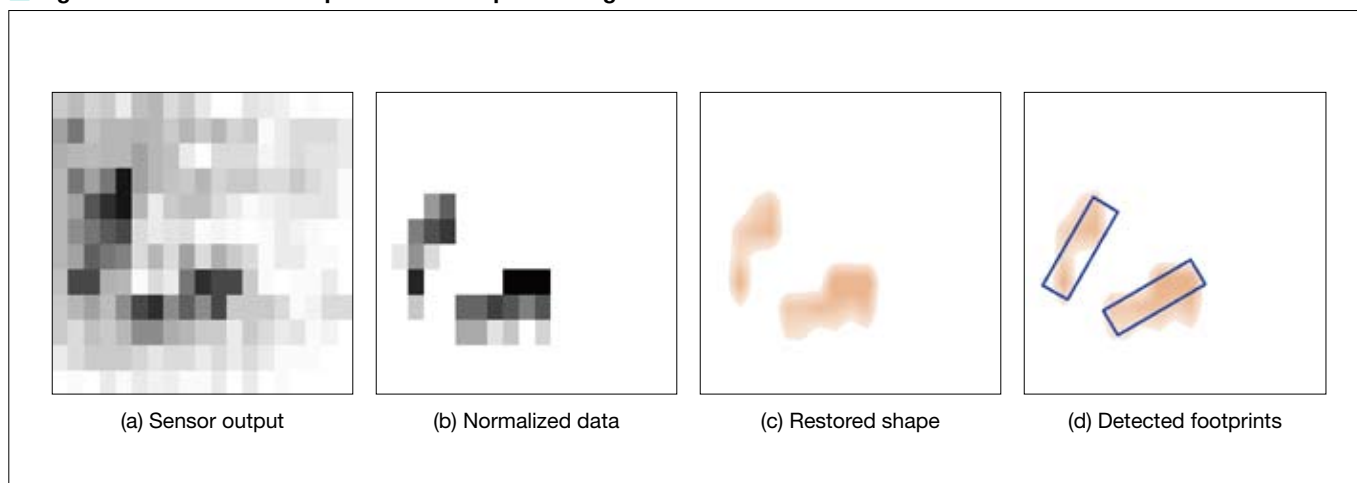 (a) Sensor output
(b) Normalized data
(c) Restored shape
(d) Detected footprints